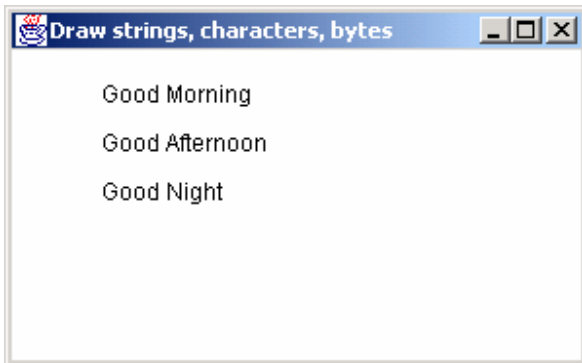 Draw strings, characters, bytes
Good Morning
Good Afternoon
Good Night